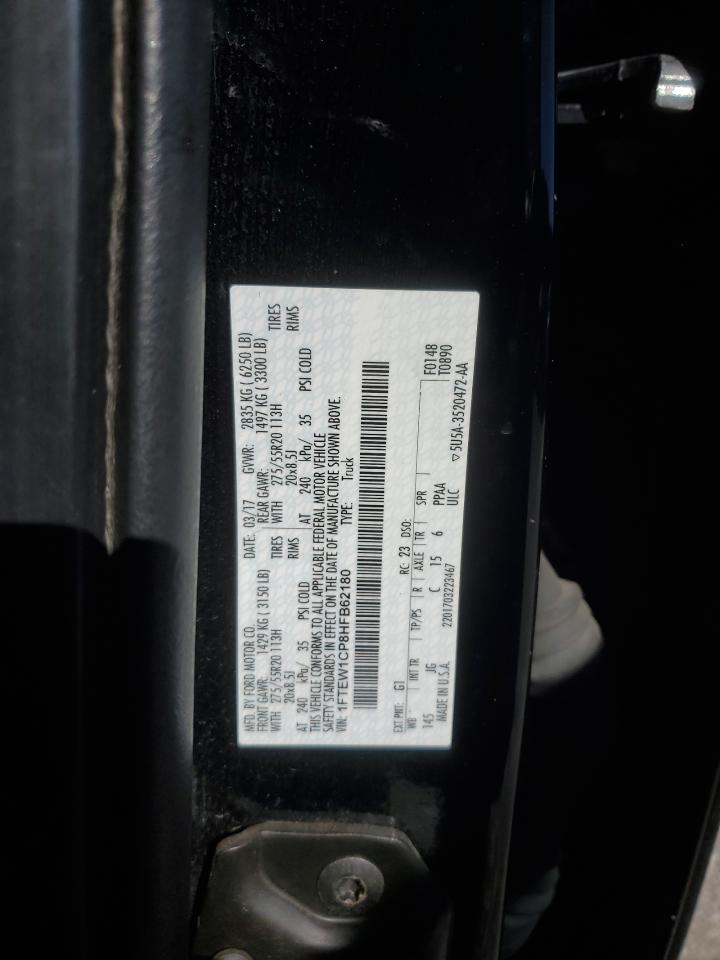 MFD. BY FORD MOTOR CO. DATE: 03/17 GVWR: 2835 KG ( 6250 LB)
FRONT GAWR: 1429 KG ( 3150 LB) REAR GAWR: 1497 KG ( 3300 LB)
WITH 275/55R20 113H TIRES WITH 275/55R20 113H TIRES
20x8.5J RIMS 20x8.5J RIMS
AT 240 kPa/ 35 PSI COLD AT 240 kPa/ 35 PSI COLD
THIS VEHICLE CONFORMS TO ALL APPLICABLE FEDERAL MOTOR VEHICLE
SAFETY STANDARDS IN EFFECT ON THE DATE OF MANUFACTURE SHOWN ABOVE.
VIN: 1FTEW1CP8HFB62180 TYPE: Truck
EXT PNT: G1 RC: 23 DSO: F0148
WB INT TR TP/PS R AXLE TR SPR T0890
145 JG C 15 6 PPAA
MADE IN U.S.A. 2201703223467 ULC ▽5U5A-3520472-AA